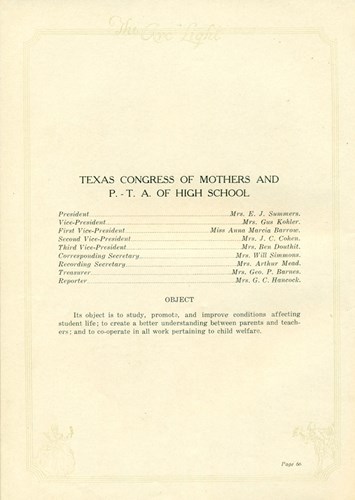 The Arc Light
TEXAS CONGRESS OF MOTHERS AND
P. - T. A. OF HIGH SCHOOL
President Mrs. E. J. Summers.
Vice-President Mrs. Gus Kohler.
First Vice-President Miss Anna Marcia Barrow.
Second Vice-President Mrs. J. C. Cohen.
Third Vice-President Mrs. Ben Douthit.
Corresponding Secretary Mrs. Will Simmons.
Recording Secretary Mrs. Arthur Mead.
Treasurer Mrs. Geo. P. Barnes.
Reporter Mrs. G. C. Hancock.
OBJECT
Its object is to study, promote, and improve conditions affecting
student life; to create a better understanding between parents and teach-
ers; and to co-operate in all work pertaining to child welfare.
Page